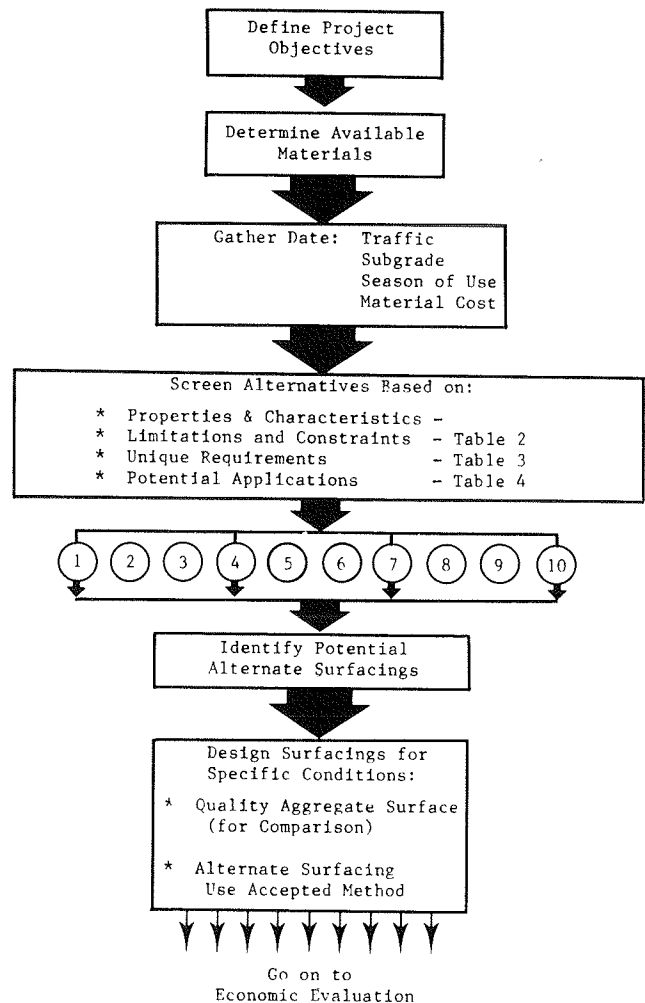 Define Project
Objectives
Determine Available
Materials
Gather Date: Traffic
Subgrade
Season of Use
Material Cost
Screen Alternatives Based on:
* Properties & Characteristics -
* Limitations and Constraints - Table 2
* Unique Requirements - Table 3
* Potential Applications - Table 4
1 2 3 4 5 6 7 8 9 10
Identify Potential
Alternate Surfacings
Design Surfacings for
Specific Conditions:
* Quality Aggregate Surface
(for Comparison)
* Alternate Surfacing
Use Accepted Method
Go on to
Economic Evaluation